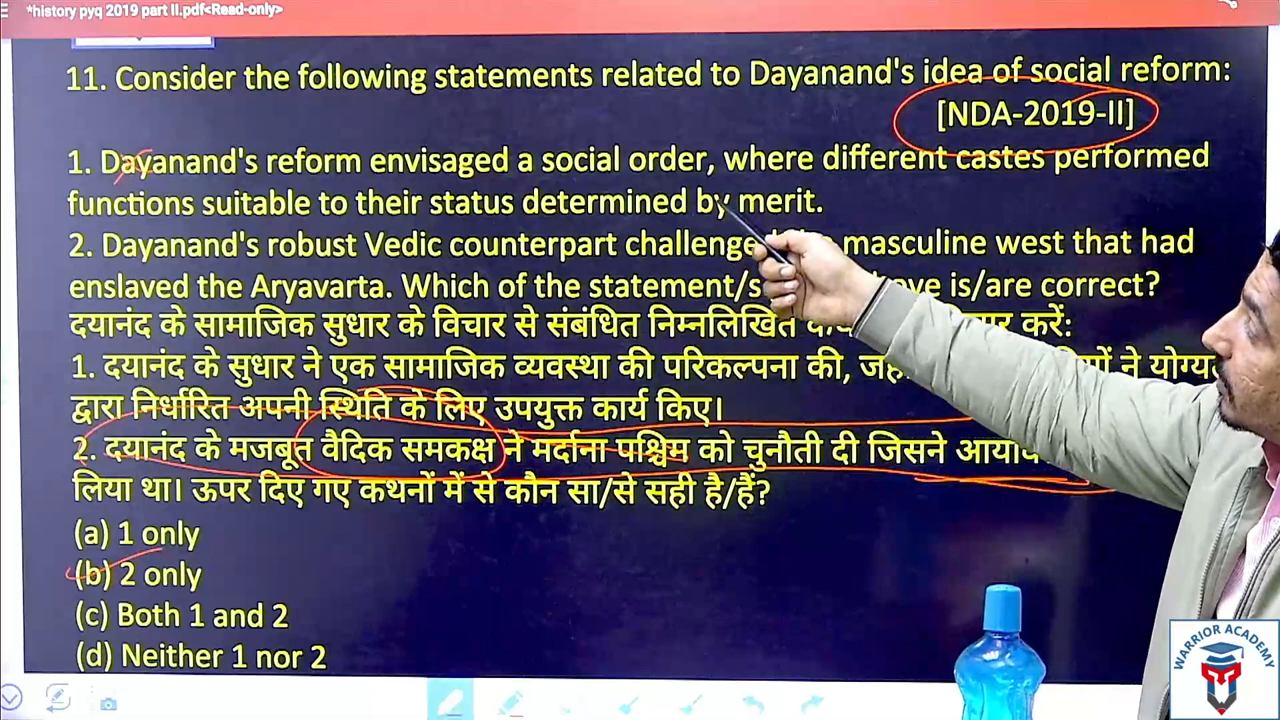 *history pyq 2019 part II.pdf<Read-only>
11. Consider the following statements related to Dayanand's idea of social reform:
[NDA-2019-II]
1. Dayanand's reform envisaged a social order, where different castes performed
functions suitable to their status determined by merit.
2. Dayanand's robust Vedic counterpart challenge masculine west that had
enslaved the Aryavarta. Which of the statement/s is/are correct?
दयानंद के सामाजिक सुधार के विचार से संबंधित निम्नलिखित करें:
1. दयानंद के सुधार ने एक सामाजिक व्यवस्था की परिकल्पना की, ने
द्वारा निर्धारित अपनी स्थिति के लिए उपयुक्त कार्य किए।
2. दयानंद के मजबूत वैदिक समकक्ष ने मर्दाना पश्चिम को चुनौती दी जिसने
लिया था। ऊपर दिए गए कथनों में से कौन सा/से सही है/हैं?
(a) 1 only
(b) 2 only
(c) Both 1 and 2
(d) Neither 1 nor 2
WARRIOR ACADEMY